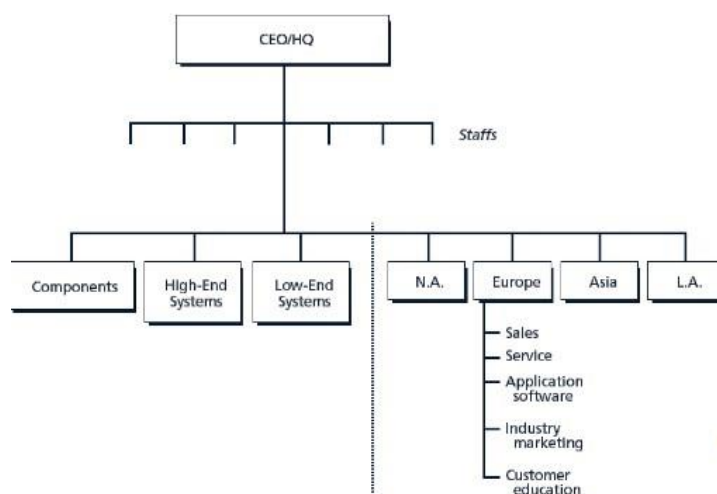 CEO/HQ
Staffs
Components
High-End
Systems
Low-End
Systems
N.A.
Europe
Asia
L.A.
Sales
Service
Application
software
Industry
marketing
Customer
education